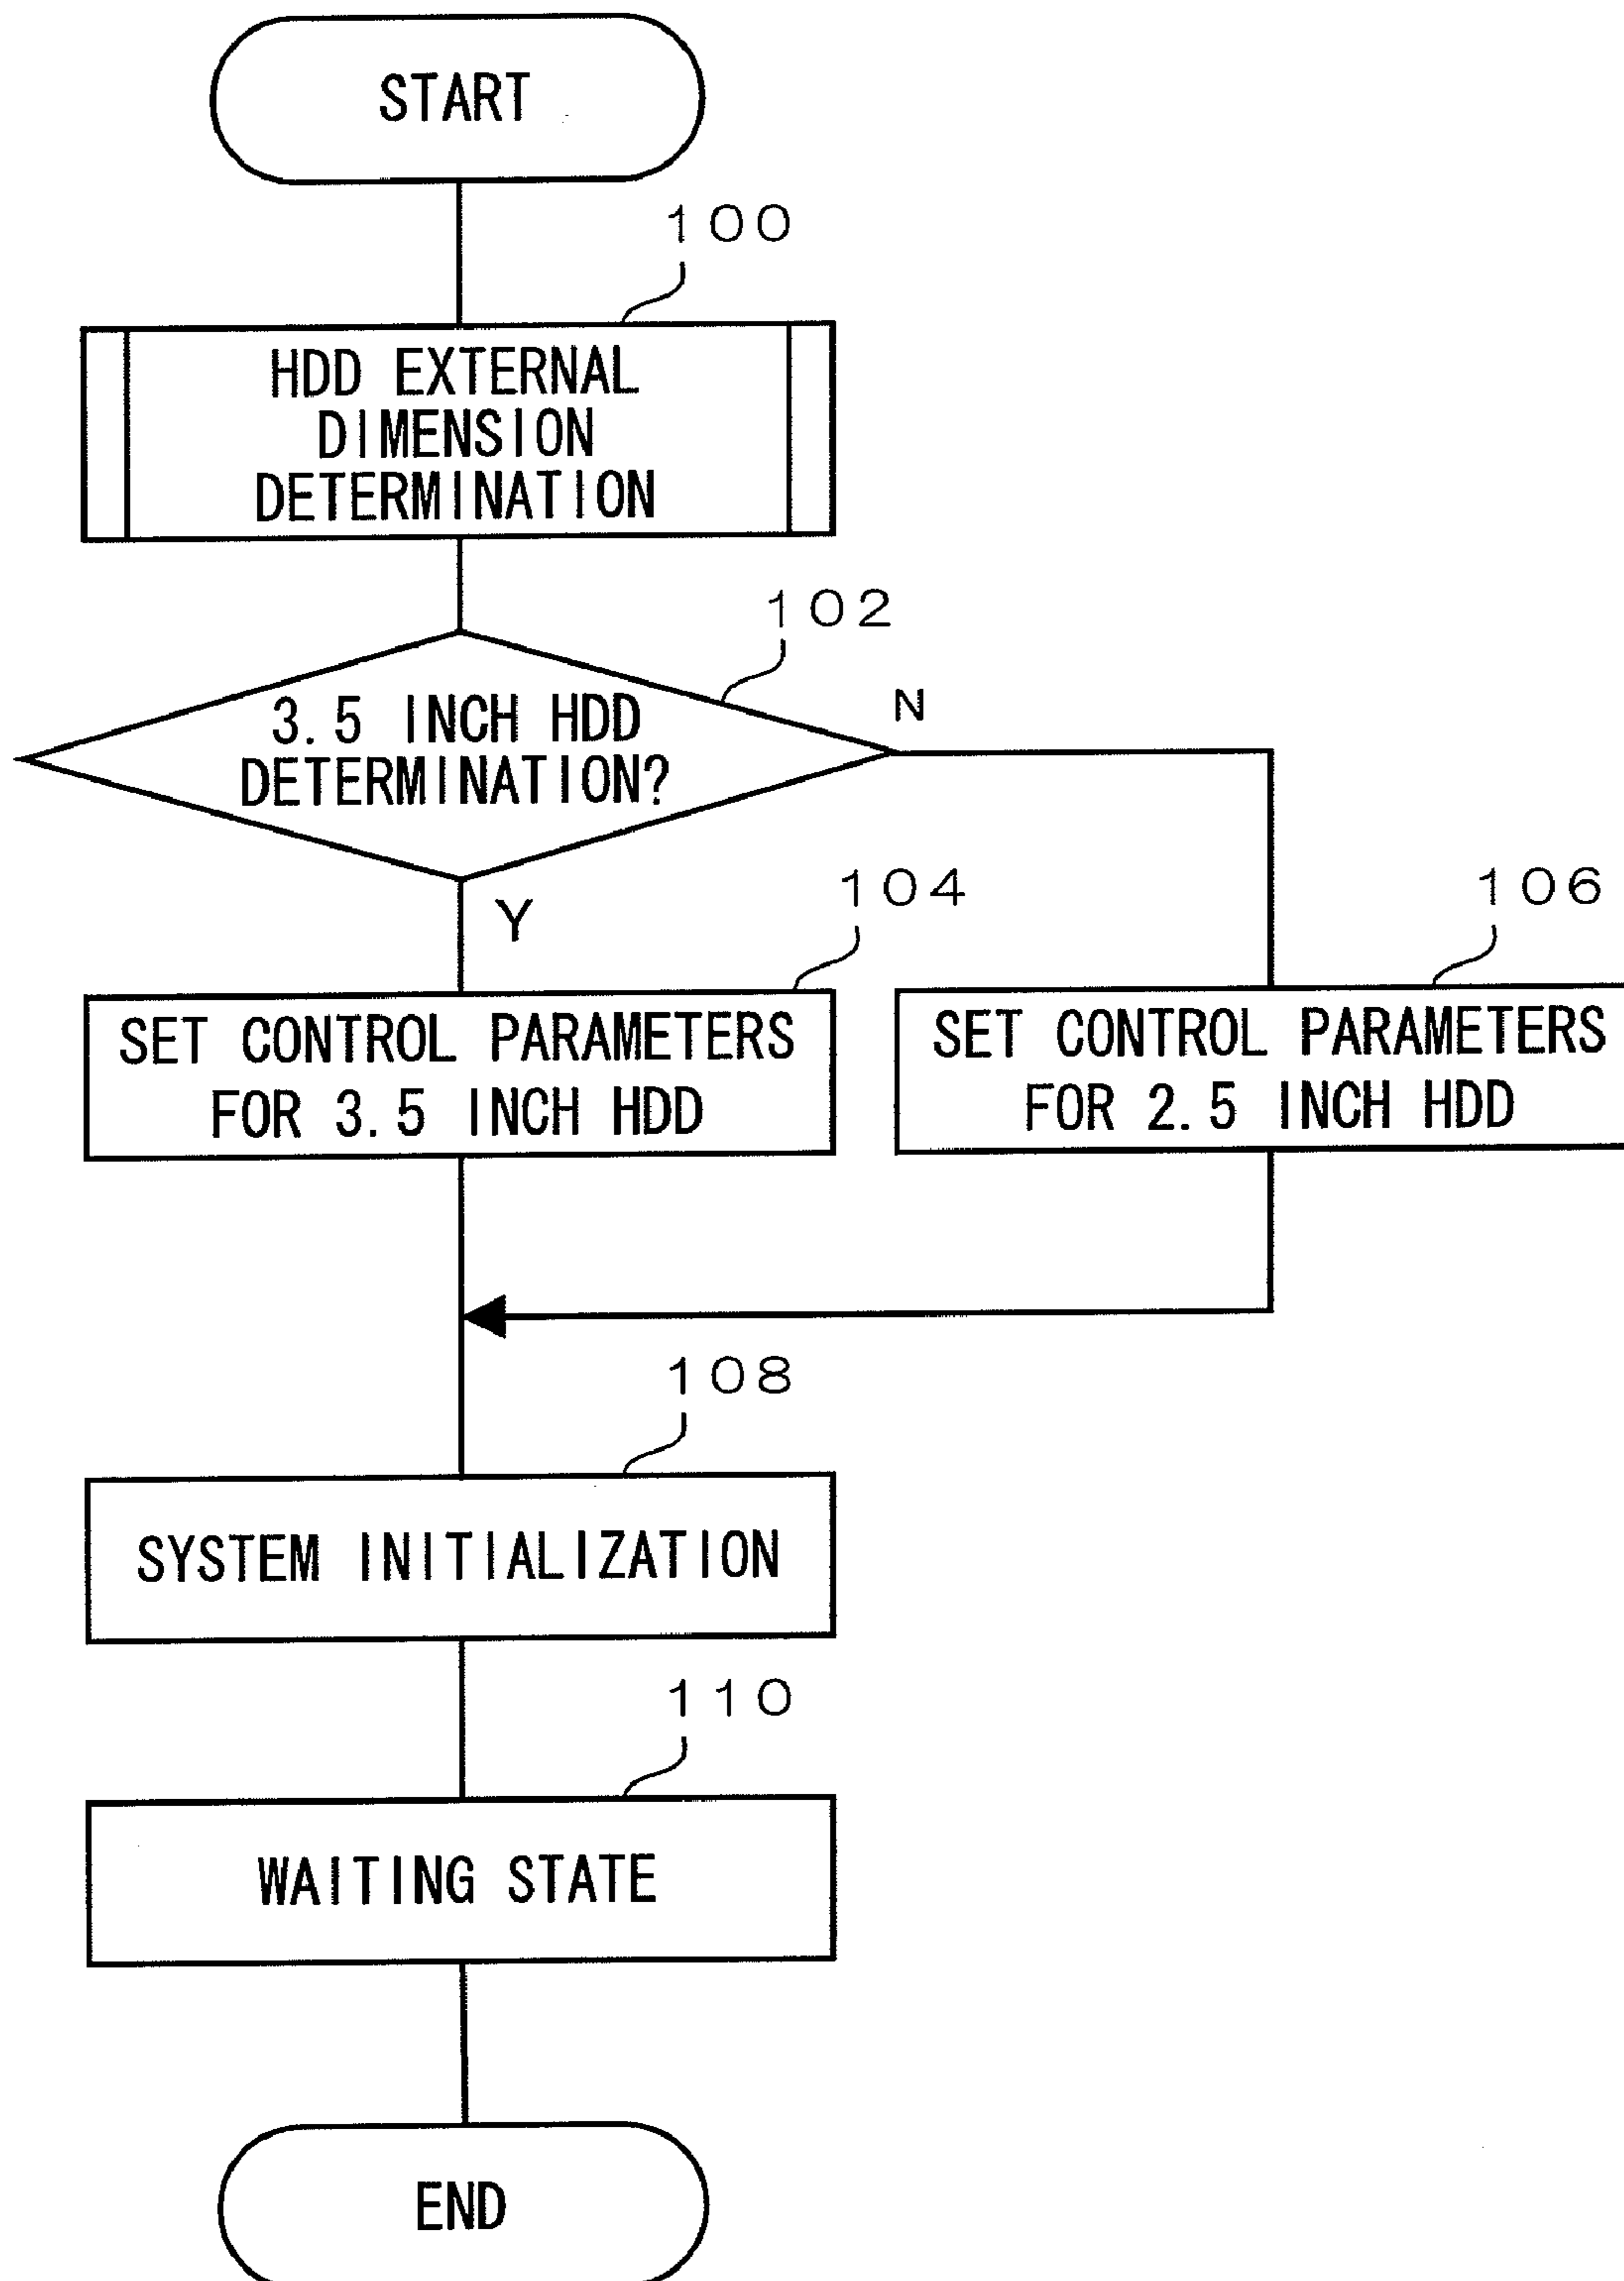 START
100
HDD EXTERNAL
DIMENSION
DETERMINATION
102
3.5 INCH HDD
DETERMINATION?
N
Y
104
106
SET CONTROL PARAMETERS
FOR 3.5 INCH HDD
SET CONTROL PARAMETERS
FOR 2.5 INCH HDD
108
SYSTEM INITIALIZATION
110
WAITING STATE
END